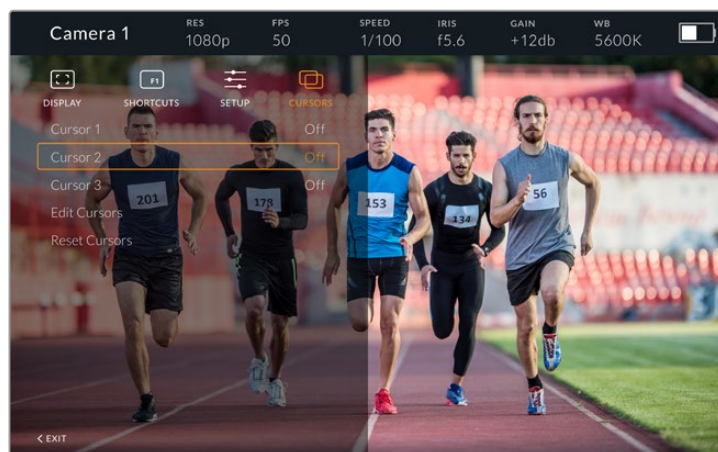 Camera 1
RES
1080p
FPS
50
SPEED
1/100
IRIS
f5.6
GAIN
+12db
WB
5600K
DISPLAY
F1
SHORTCUTS
SETUP
CURSORS
Cursor 1 Off
Cursor 2 Off
Cursor 3 Off
Edit Cursors
Reset Cursors
201
178
153
134
56
< EXIT